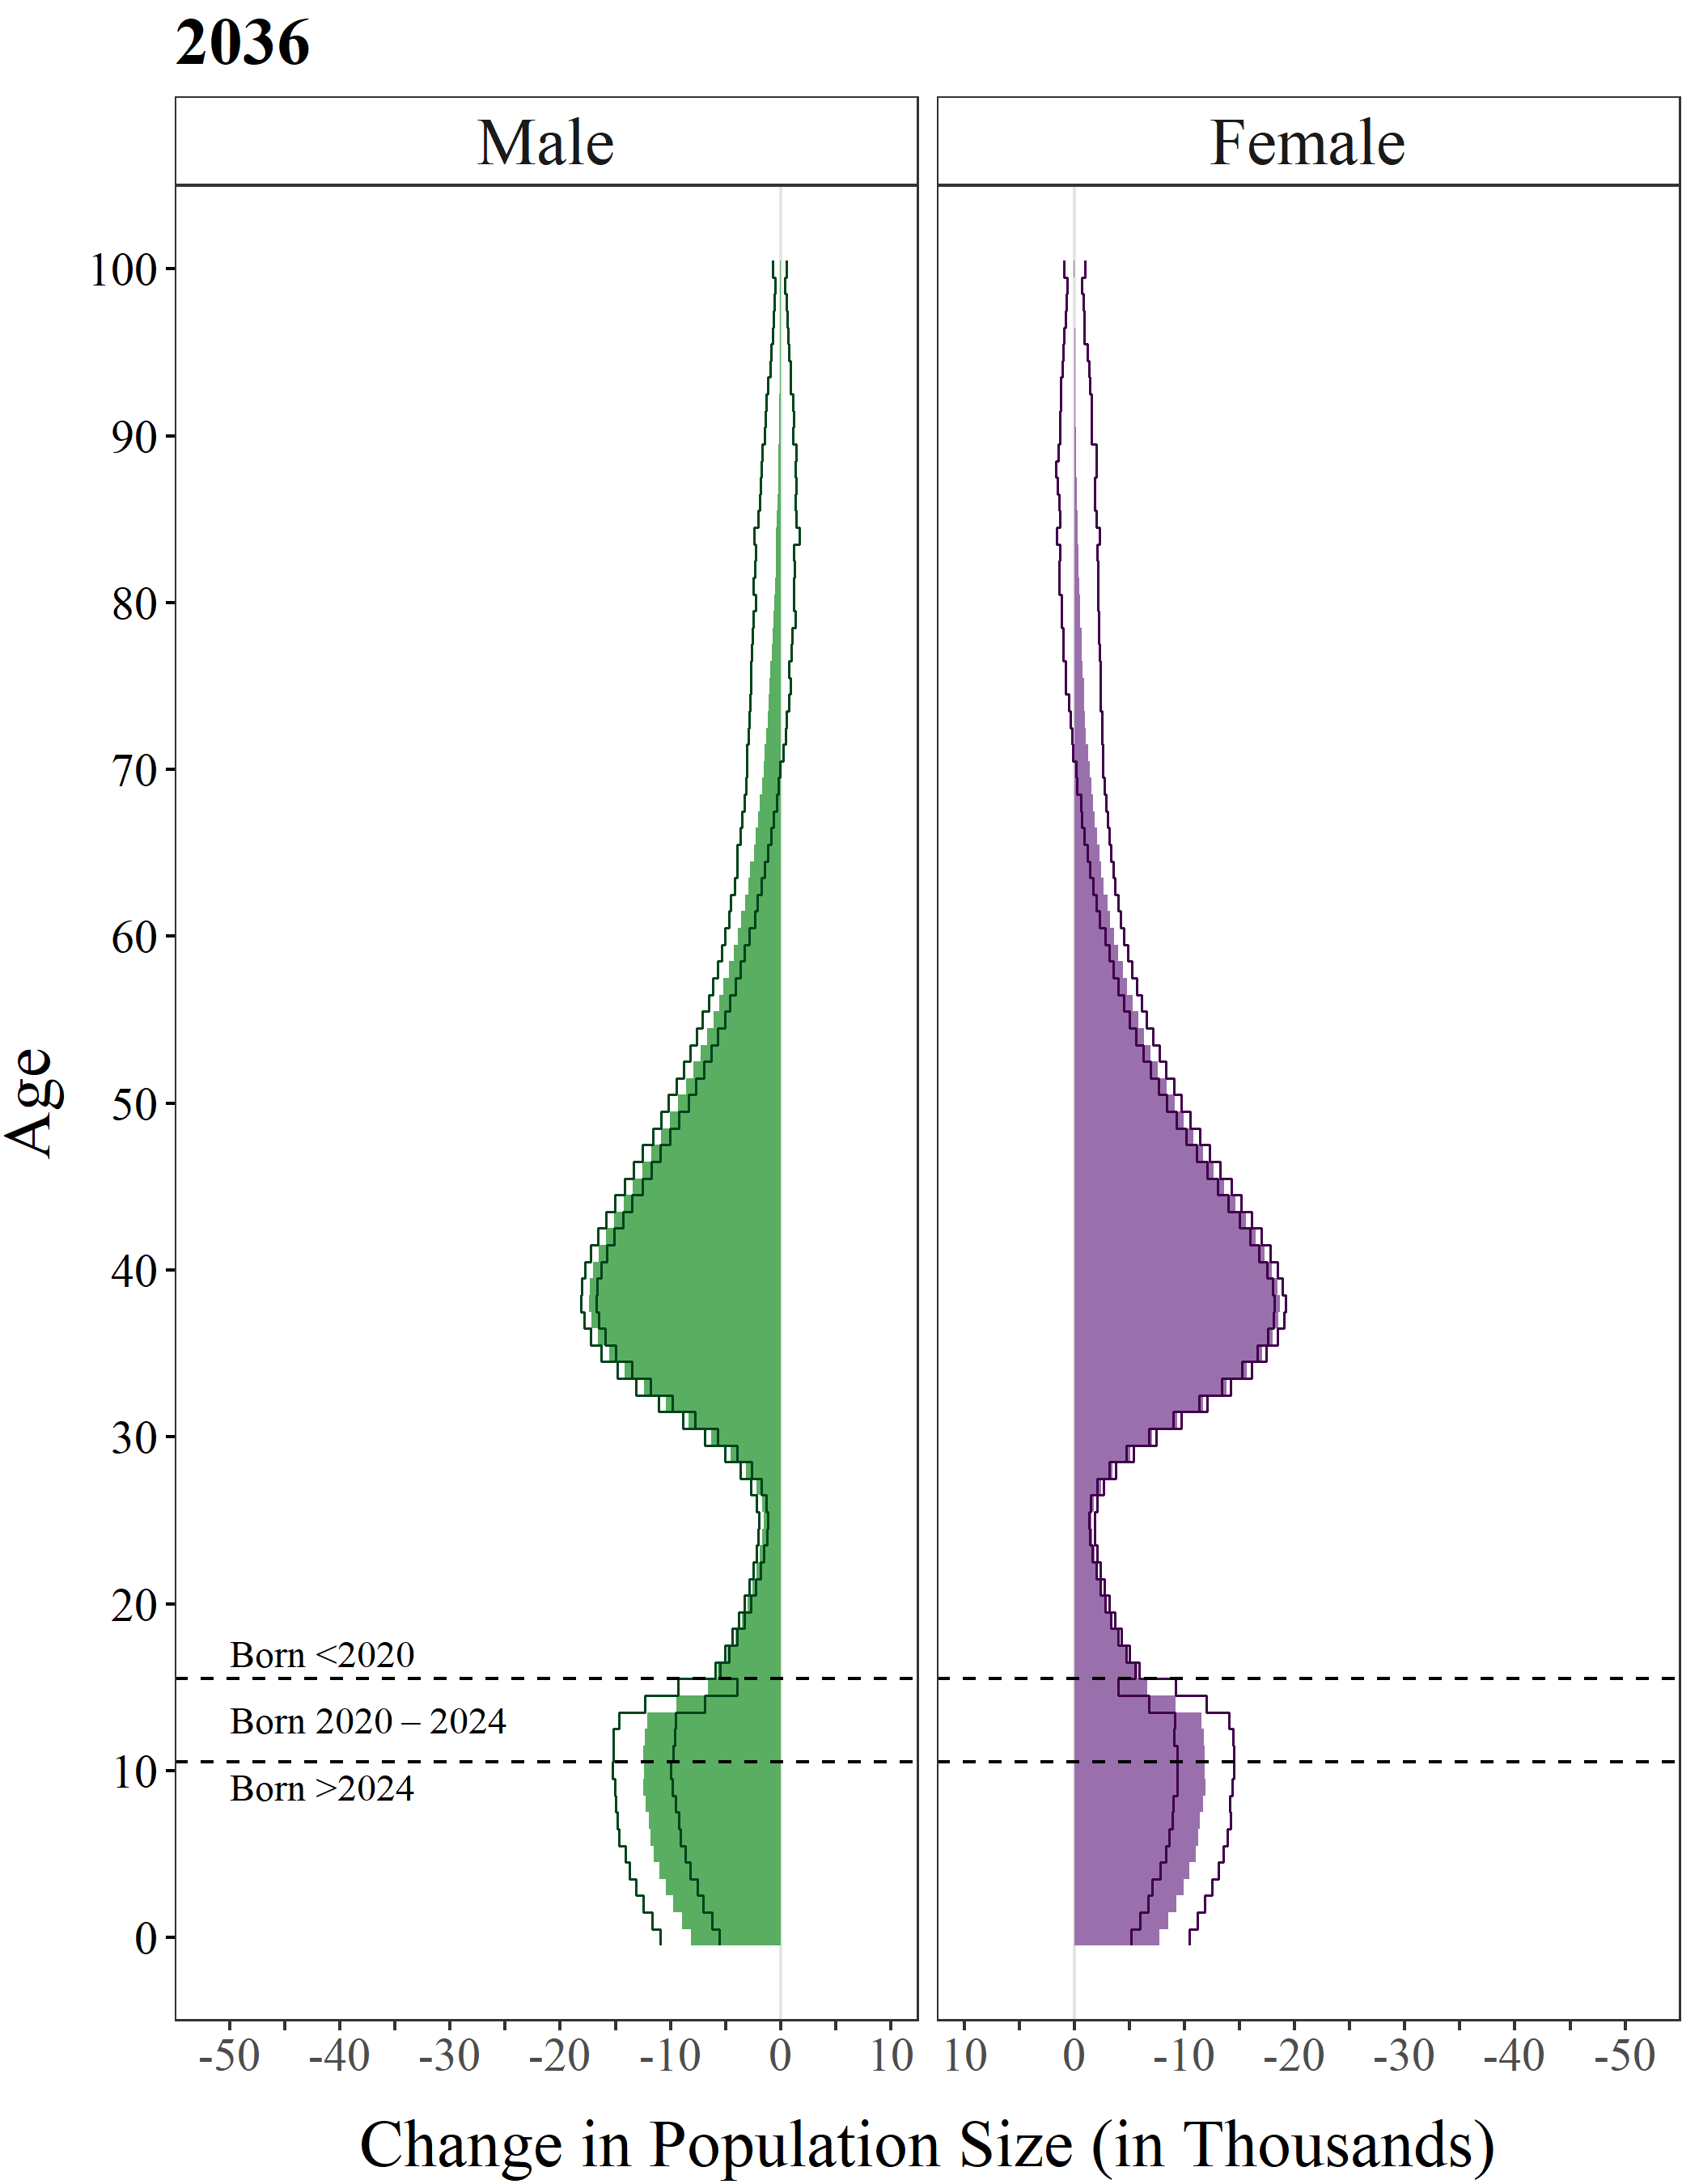 2036
Male Female
100
90
80
70
60
50
40
30
20
10
0
Age
Born <2020
Born 2020 – 2024
Born >2024
-50 -40 -30 -20 -10 0 10 10 0 -10 -20 -30 -40 -50
Change in Population Size (in Thousands)